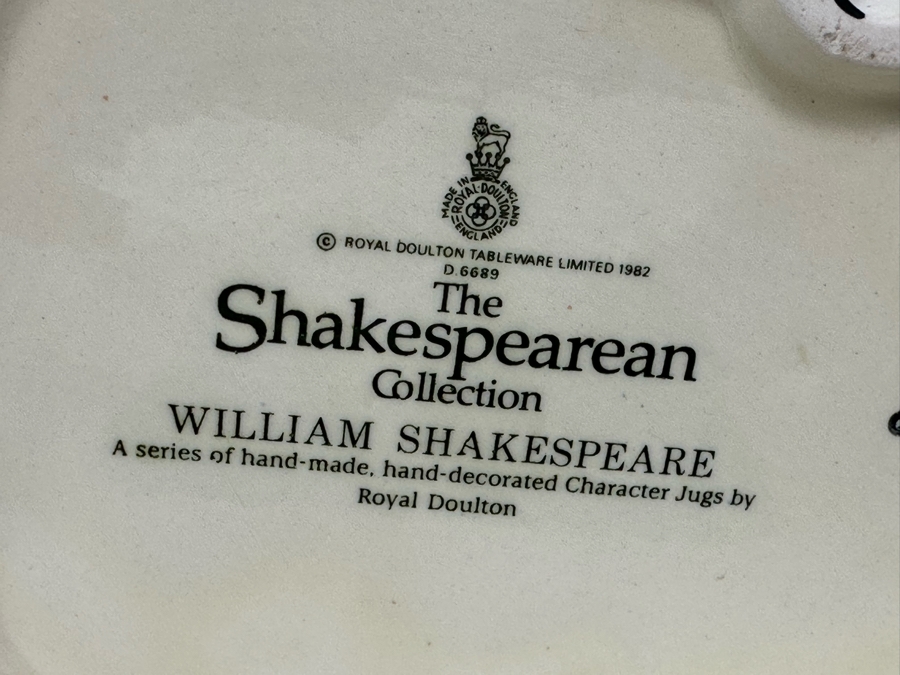 MADE IN ENGLAND
ROYAL·DOULTON
ENGLAND
© ROYAL DOULTON TABLEWARE LIMITED 1982
D.6689
The
Shakespearean
Collection
WILLIAM SHAKESPEARE
A series of hand-made, hand-decorated Character Jugs by
Royal Doulton